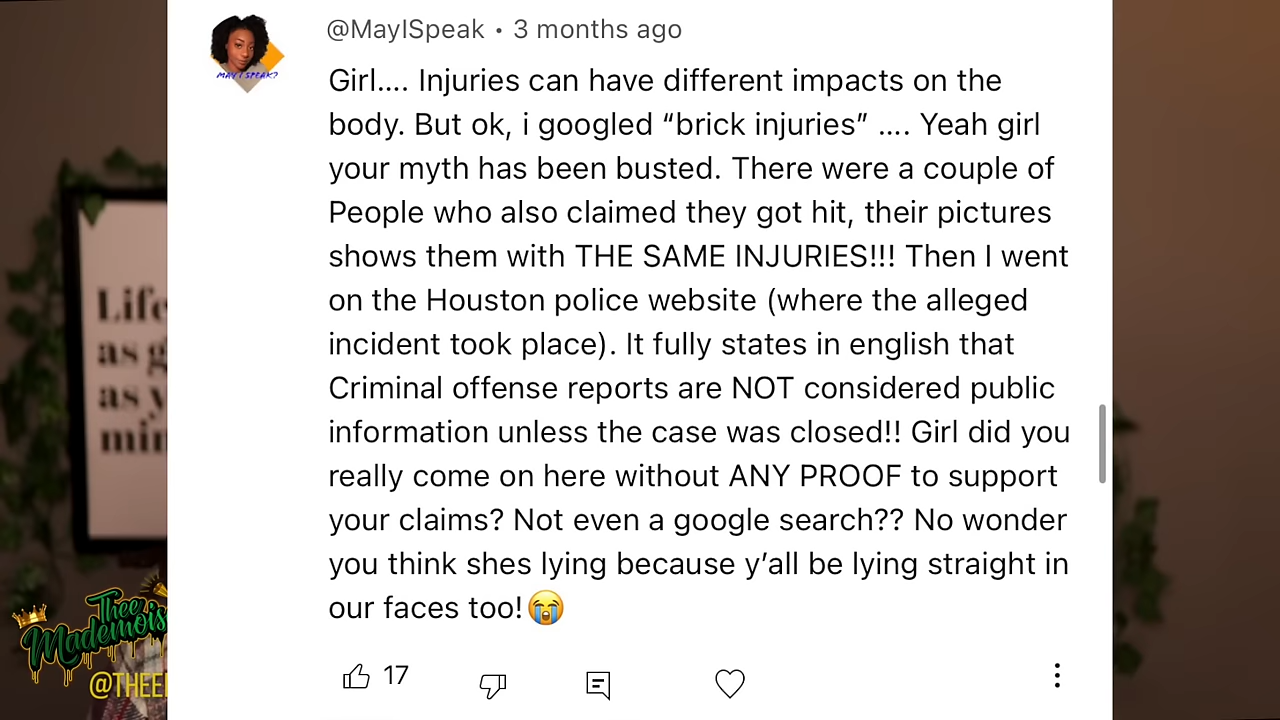 @MayISpeak • 3 months ago
MAY I SPEAK?
Girl.... Injuries can have different impacts on the
body. But ok, i googled “brick injuries” .... Yeah girl
your myth has been busted. There were a couple of
People who also claimed they got hit, their pictures
shows them with THE SAME INJURIES!!! Then I went
on the Houston police website (where the alleged
incident took place). It fully states in english that
Criminal offense reports are NOT considered public
information unless the case was closed!! Girl did you
really come on here without ANY PROOF to support
your claims? Not even a google search?? No wonder
you think shes lying because y’all be lying straight in
our faces too!😭
17
Life
as
as
Thee